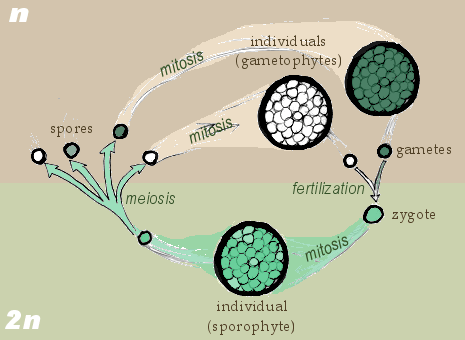 n
individuals
(gametophytes)
mitosis
spores
mitosis
gametes
meiosis
fertilization
zygote
mitosis
individual
(sporophyte)
2n